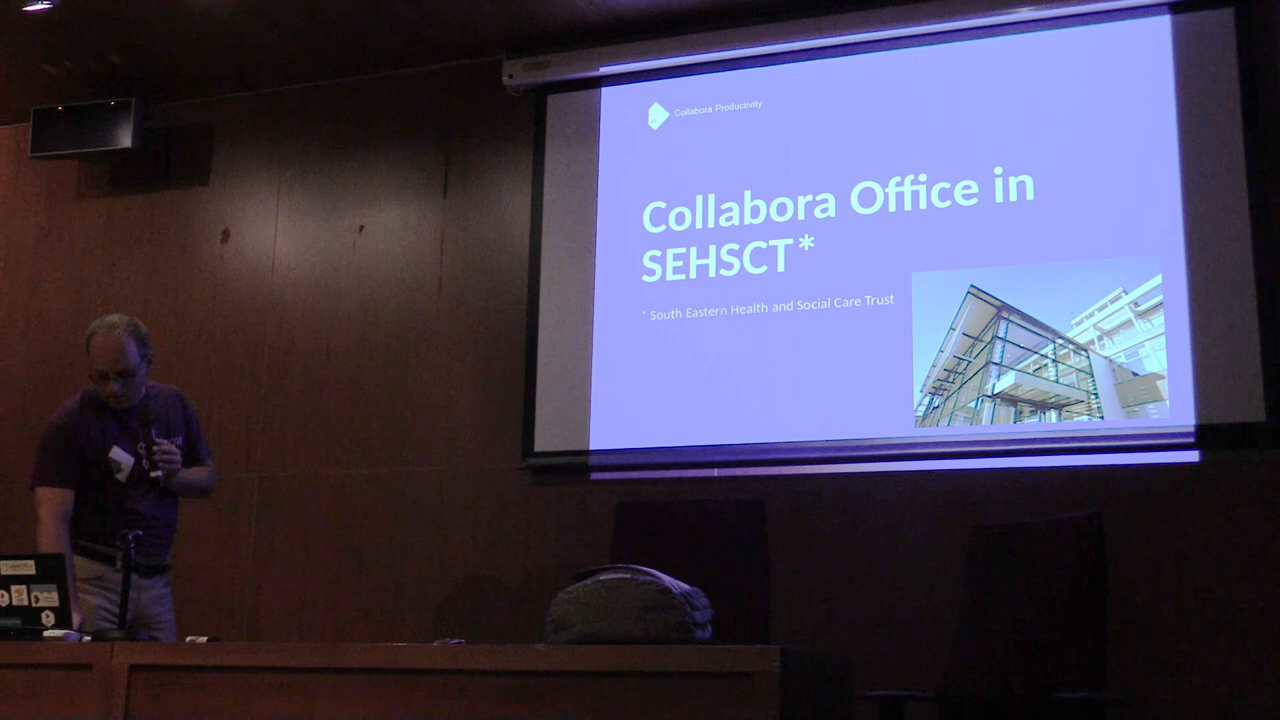 Collabora Productivity
Collabora Office in
SEHSCT*
* South Eastern Health and Social Care Trust